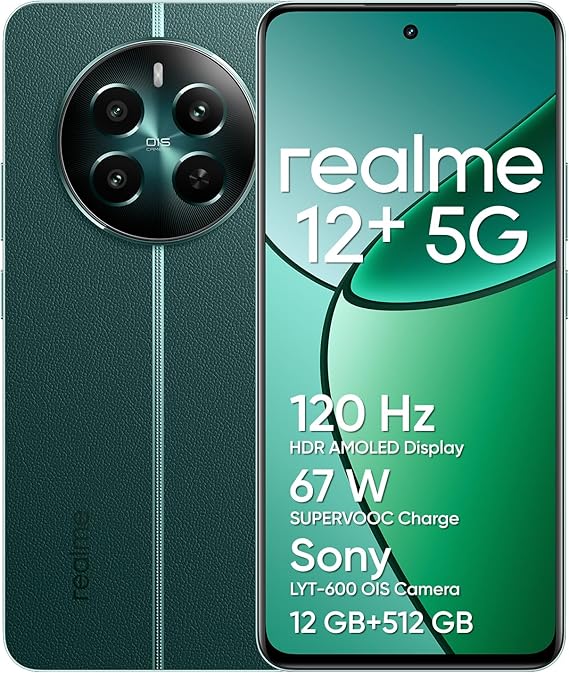 OIS
CAMERA
realme
realme
12+ 5G
120 Hz
HDR AMOLED Display
67 W
SUPERVOOC Charge
Sony
LYT-600 OIS Camera
12 GB+512 GB